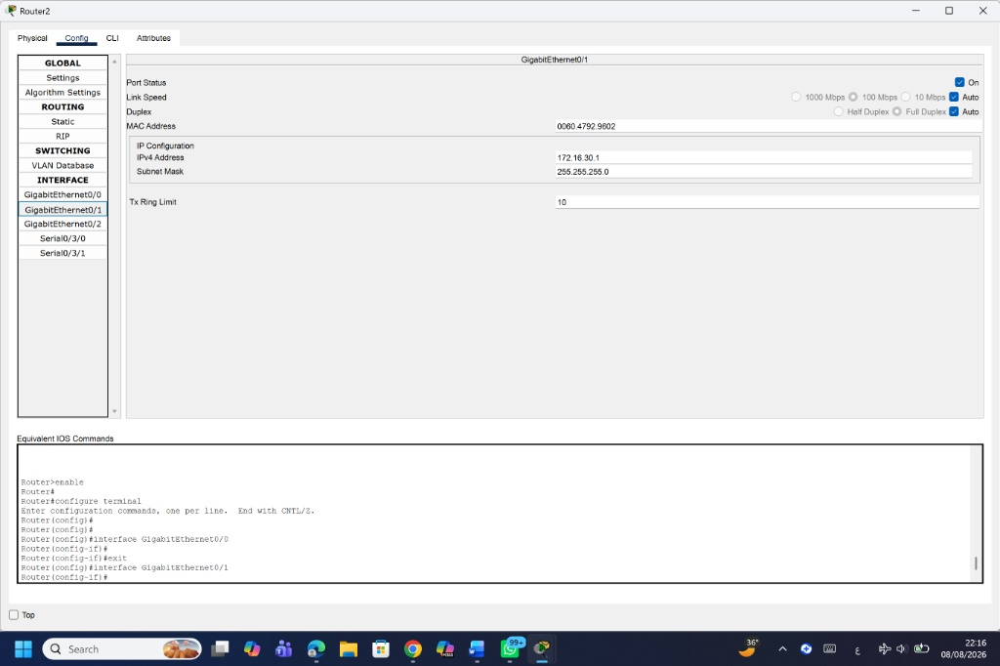 Router2
Physical Config CLI Attributes
GLOBAL
Settings
Algorithm Settings
ROUTING
Static
RIP
SWITCHING
VLAN Database
INTERFACE
GigabitEthernet0/0
GigabitEthernet0/1
GigabitEthernet0/2
Serial0/3/0
Serial0/3/1
GigabitEthernet0/1
Port Status On
Link Speed 1000 Mbps 100 Mbps 10 Mbps Auto
Duplex Half Duplex Full Duplex Auto
MAC Address 0060.4792.9602
IP Configuration
IPv4 Address 172.16.30.1
Subnet Mask 255.255.255.0
Tx Ring Limit 10
Equivalent IOS Commands
Router>enable
Router#
Router#configure terminal
Enter configuration commands, one per line. End with CNTL/Z.
Router(config)#
Router(config)#
Router(config)#interface GigabitEthernet0/0
Router(config-if)#
Router(config-if)#exit
Router(config)#interface GigabitEthernet0/1
Router(config-if)#
Top
Search
99+
36°
ع
22:16
08/08/2026